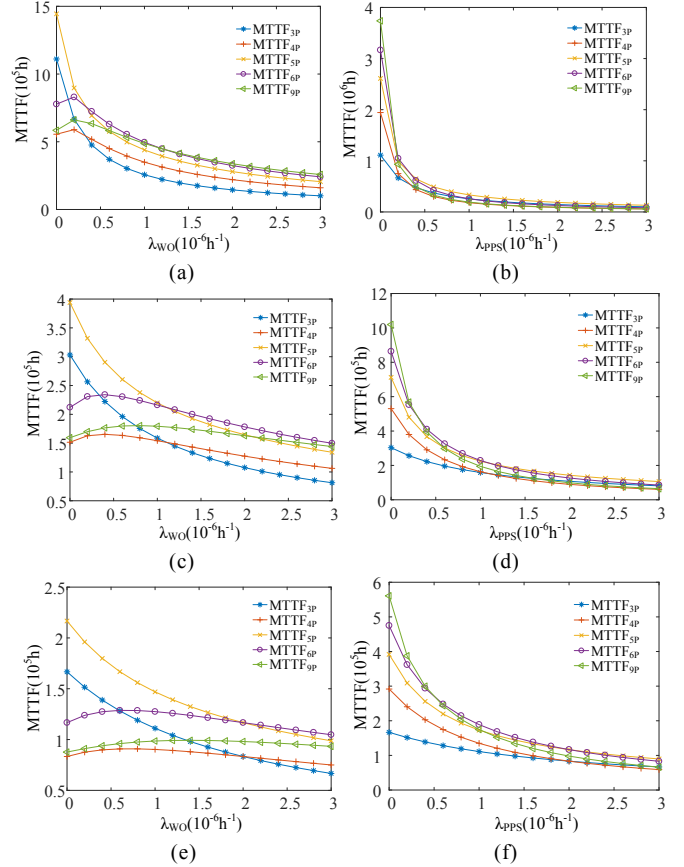 15
10
5
0
MTTF(10⁵h)
MTTF3P
MTTF4P
MTTF5P
MTTF6P
MTTF9P
0 0.5 1 1.5 2 2.5 3
λWO(10⁻⁶h⁻¹)
(a)
4
3
2
1
0
MTTF(10⁶h)
MTTF3P
MTTF4P
MTTF5P
MTTF6P
MTTF9P
0 0.5 1 1.5 2 2.5 3
λPPS(10⁻⁶h⁻¹)
(b)
4
3.5
3
2.5
2
1.5
1
0.5
MTTF(10⁵h)
MTTF3P
MTTF4P
MTTF5P
MTTF6P
MTTF9P
0 0.5 1 1.5 2 2.5 3
λWO(10⁻⁶h⁻¹)
(c)
12
10
8
6
4
2
0
MTTF(10⁵h)
MTTF3P
MTTF4P
MTTF5P
MTTF6P
MTTF9P
0 0.5 1 1.5 2 2.5 3
λPPS(10⁻⁶h⁻¹)
(d)
2.5
2
1.5
1
0.5
MTTF(10⁵h)
MTTF3P
MTTF4P
MTTF5P
MTTF6P
MTTF9P
0 0.5 1 1.5 2 2.5 3
λWO(10⁻⁶h⁻¹)
(e)
6
5
4
3
2
1
0
MTTF(10⁵h)
MTTF3P
MTTF4P
MTTF5P
MTTF6P
MTTF9P
0 0.5 1 1.5 2 2.5 3
λPPS(10⁻⁶h⁻¹)
(f)